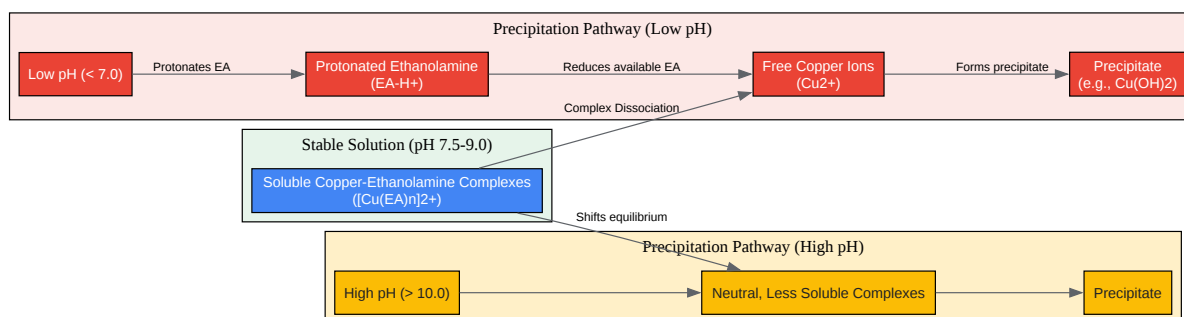 Precipitation Pathway (Low pH)
Low pH (< 7.0)
Protonates EA
Protonated Ethanolamine
(EA-H+)
Reduces available EA
Free Copper Ions
(Cu2+)
Forms precipitate
Precipitate
(e.g., Cu(OH)2)
Complex Dissociation
Stable Solution (pH 7.5-9.0)
Soluble Copper-Ethanolamine Complexes
([Cu(EA)n]2+)
Shifts equilibrium
Precipitation Pathway (High pH)
High pH (> 10.0)
Neutral, Less Soluble Complexes
Precipitate